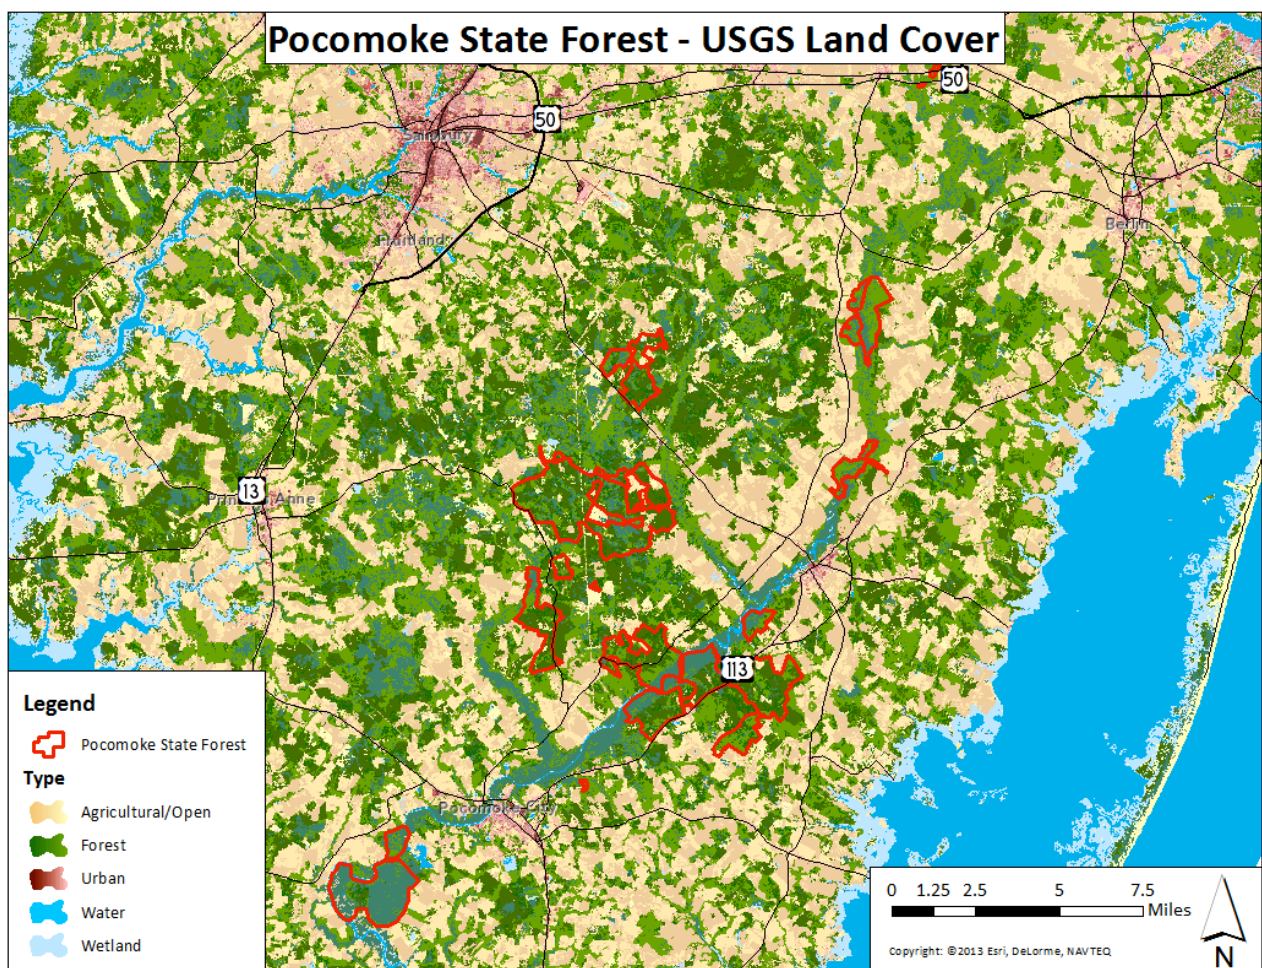 Pocomoke State Forest - USGS Land Cover
50
50
Salisbury
Fruitland
Berlin
13
Princess Anne
113
Pocomoke City
Legend
Pocomoke State Forest
Type
Agricultural/Open
Forest
Urban
Water
Wetland
0 1.25 2.5 5 7.5
Miles
Copyright: ©2013 Esri, DeLorme, NAVTEQ
N